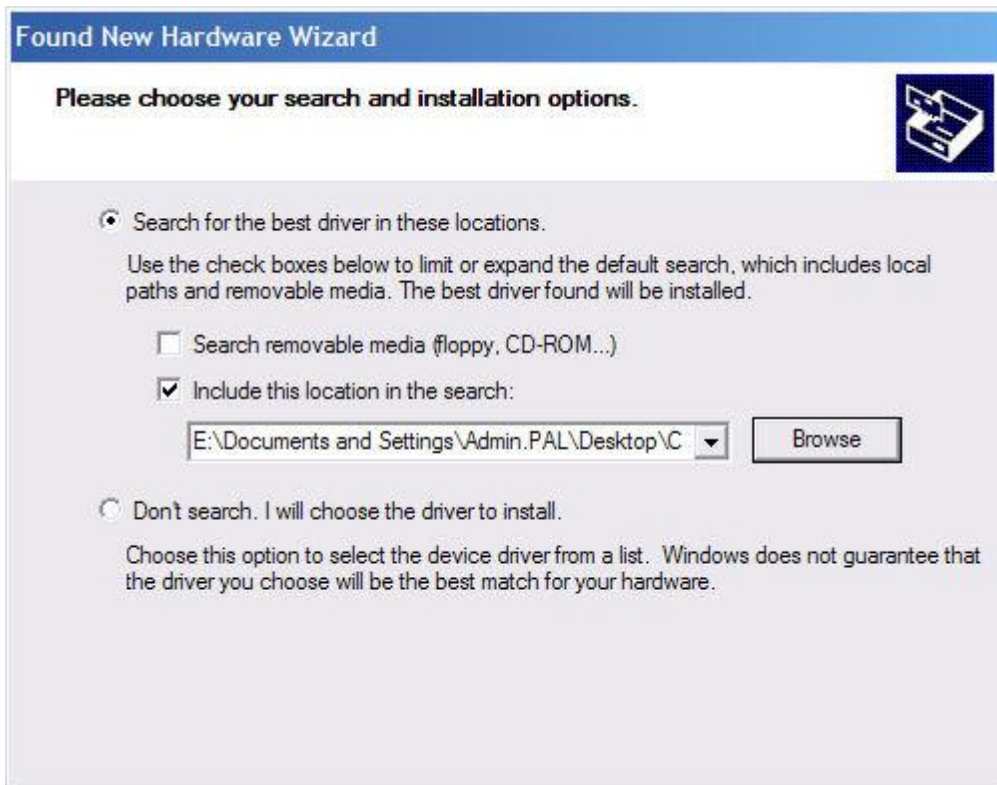 Found New Hardware Wizard
Please choose your search and installation options.
Search for the best driver in these locations.
Use the check boxes below to limit or expand the default search, which includes local
paths and removable media. The best driver found will be installed.
Search removable media (floppy, CD-ROM...)
Include this location in the search:
E:\Documents and Settings\Admin.PAL\Desktop\C
Browse
Don't search. I will choose the driver to install.
Choose this option to select the device driver from a list.  Windows does not guarantee that
the driver you choose will be the best match for your hardware.